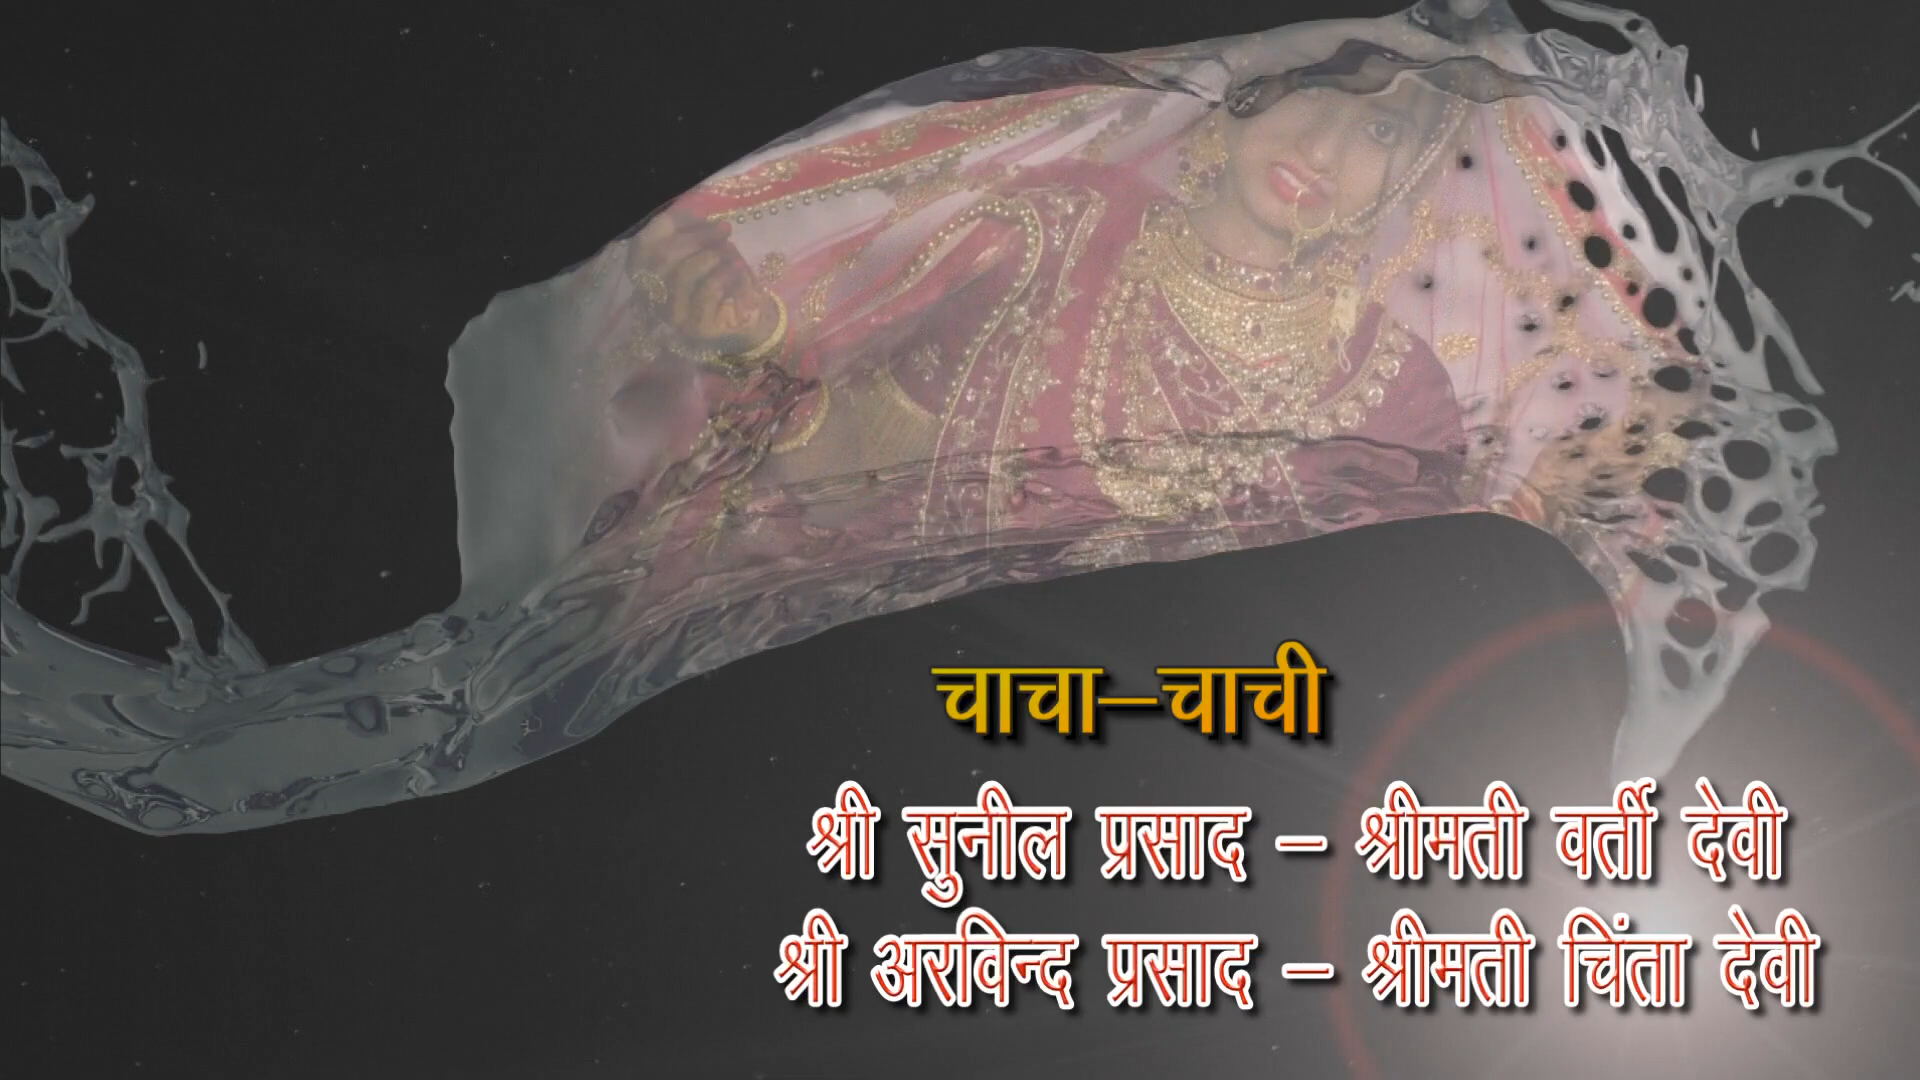 चाचा–चाची
श्री सुनील प्रसाद – श्रीमती वर्ती देवी
श्री अरविन्द प्रसाद – श्रीमती चिंता देवी